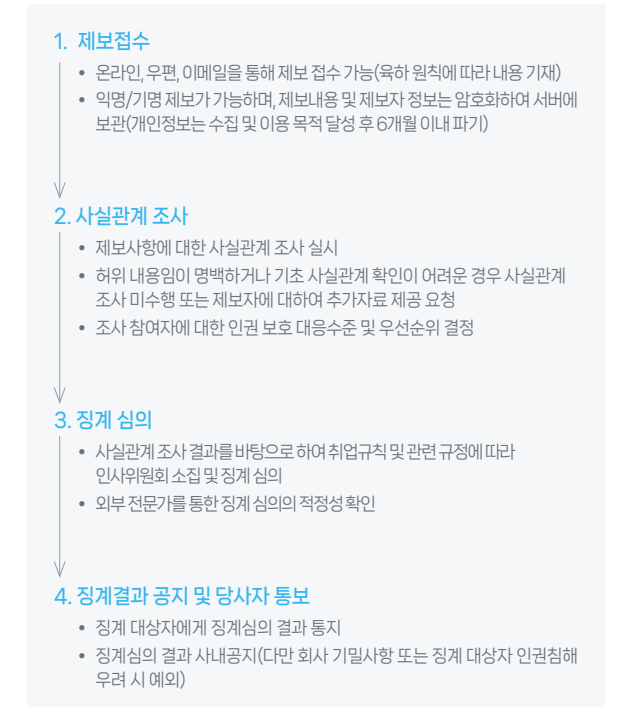 1. 제보접수
• 온라인, 우편, 이메일을 통해 제보 접수 가능(육하 원칙에 따라 내용 기재)
• 익명/기명 제보가 가능하며, 제보내용 및 제보자 정보는 암호화하여 서버에
보관(개인정보는 수집 및 이용 목적 달성 후 6개월 이내 파기)
2. 사실관계 조사
• 제보사항에 대한 사실관계 조사 실시
• 허위 내용임이 명백하거나 기초 사실관계 확인이 어려운 경우 사실관계
조사 미수행 또는 제보자에 대하여 추가자료 제공 요청
• 조사 참여자에 대한 인권 보호 대응수준 및 우선순위 결정
3. 징계 심의
• 사실관계 조사 결과를 바탕으로 하여 취업규칙 및 관련 규정에 따라
인사위원회 소집 및 징계 심의
• 외부 전문가를 통한 징계 심의의 적정성 확인
4. 징계결과 공지 및 당사자 통보
• 징계 대상자에게 징계심의 결과 통지
• 징계심의 결과 사내공지(다만 회사 기밀사항 또는 징계 대상자 인권침해
우려 시 예외)